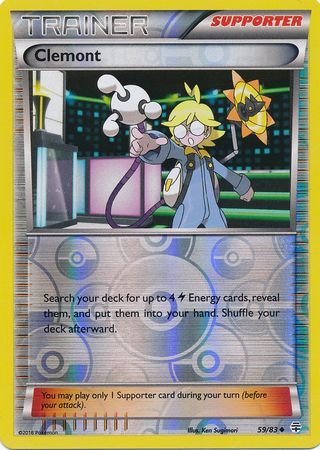 TRAINER SUPPORTER
Clemont
Search your deck for up to 4 Energy cards, reveal
them, and put them into your hand. Shuffle your
deck afterward.
You may play only 1 Supporter card during your turn (before
your attack).
©2016 Pokémon Illus. Ken Sugimori 59/83